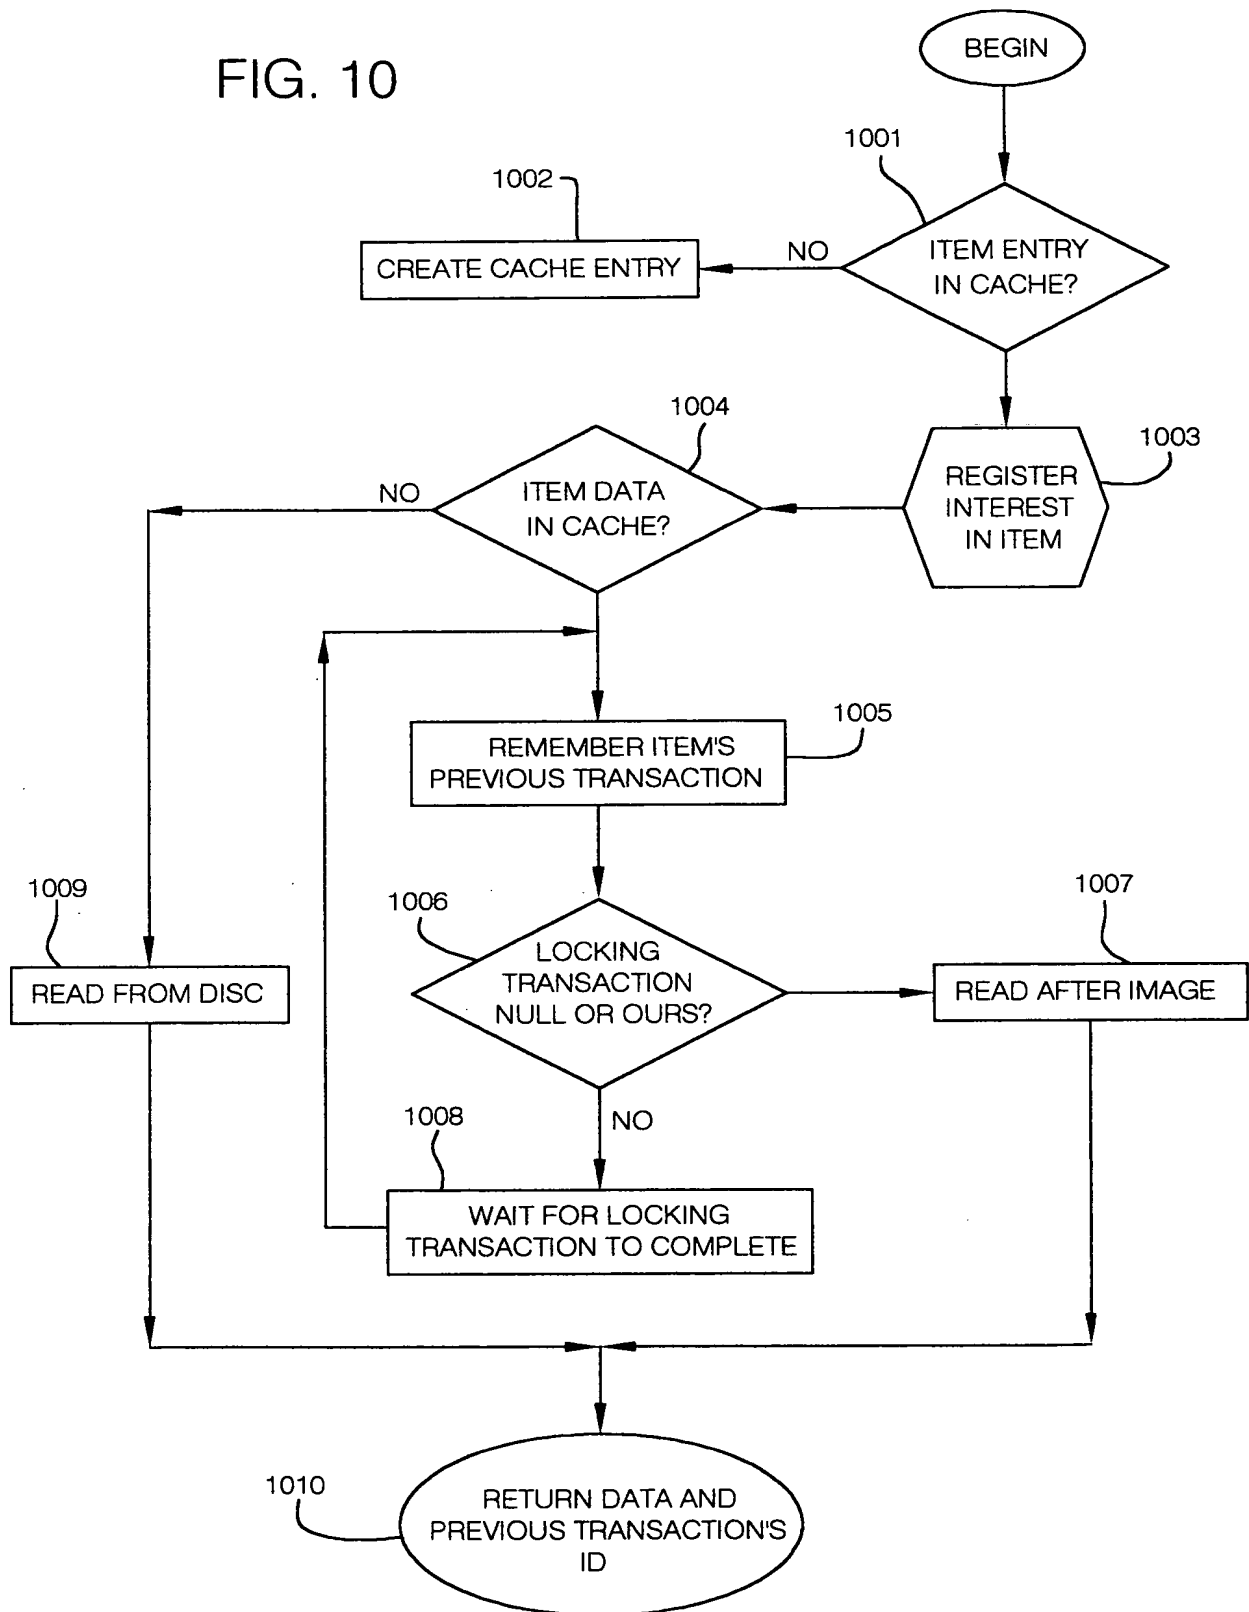 FIG. 10
BEGIN
1001
1002
NO
ITEM ENTRY
IN CACHE?
CREATE CACHE ENTRY
1004
1003
NO
ITEM DATA
IN CACHE?
REGISTER
INTEREST
IN ITEM
1005
REMEMBER ITEM'S
PREVIOUS TRANSACTION
1009
1006
1007
LOCKING
TRANSACTION
NULL OR OURS?
READ FROM DISC
READ AFTER IMAGE
1008
NO
WAIT FOR LOCKING
TRANSACTION TO COMPLETE
1010
RETURN DATA AND
PREVIOUS TRANSACTION'S
ID